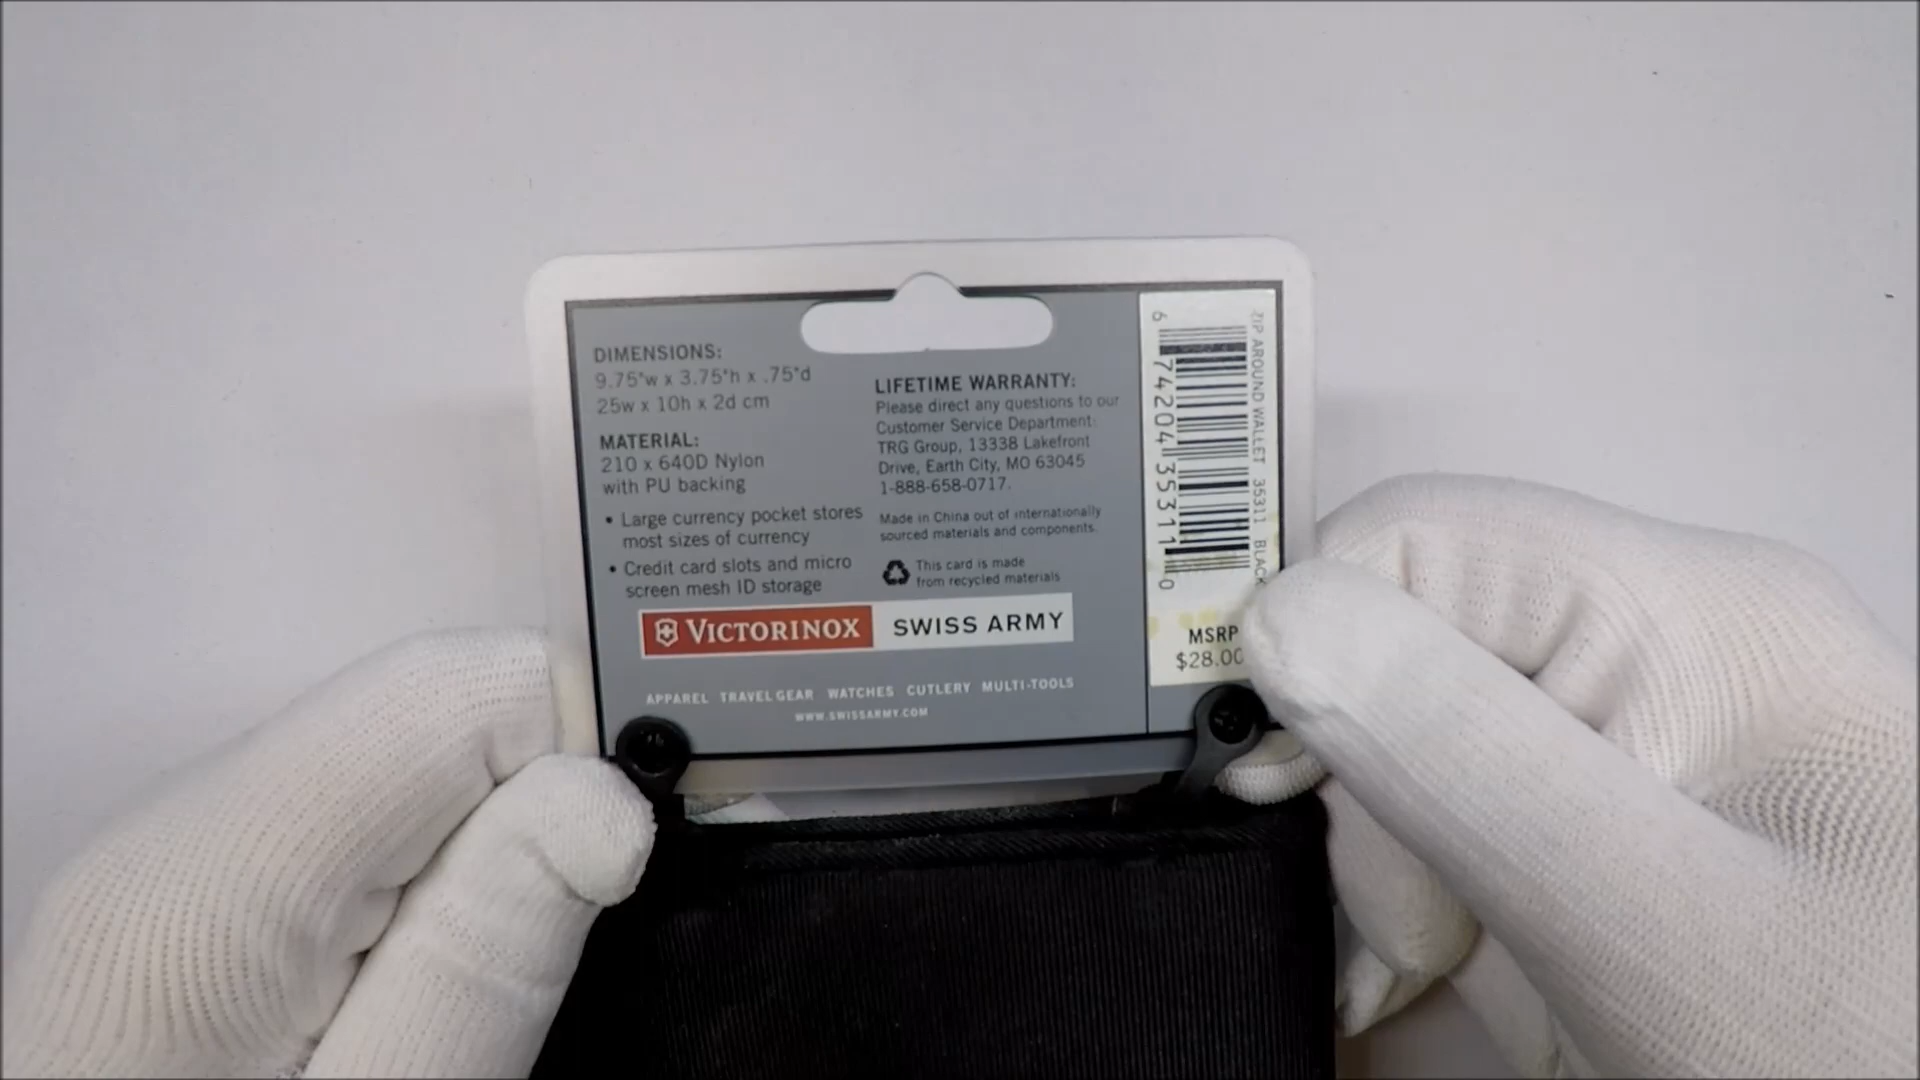 DIMENSIONS:
9.75"w x 3.75"h x .75"d
25w x 10h x 2d cm
MATERIAL:
210 x 640D Nylon
with PU backing
• Large currency pocket stores
most sizes of currency
• Credit card slots and micro
screen mesh ID storage
LIFETIME WARRANTY:
Please direct any questions to our
Customer Service Department:
TRG Group, 13338 Lakefront
Drive, Earth City, MO 63045
1-888-658-0717.
Made in China out of internationally
sourced materials and components.
This card is made
from recycled materials
VICTORINOX SWISS ARMY
APPAREL TRAVEL GEAR WATCHES CUTLERY MULTI-TOOLS
WWW.SWISSARMY.COM
ZIP AROUND WALLET 35311 BLACK
6 74204 35311 0
MSRP
$28.00